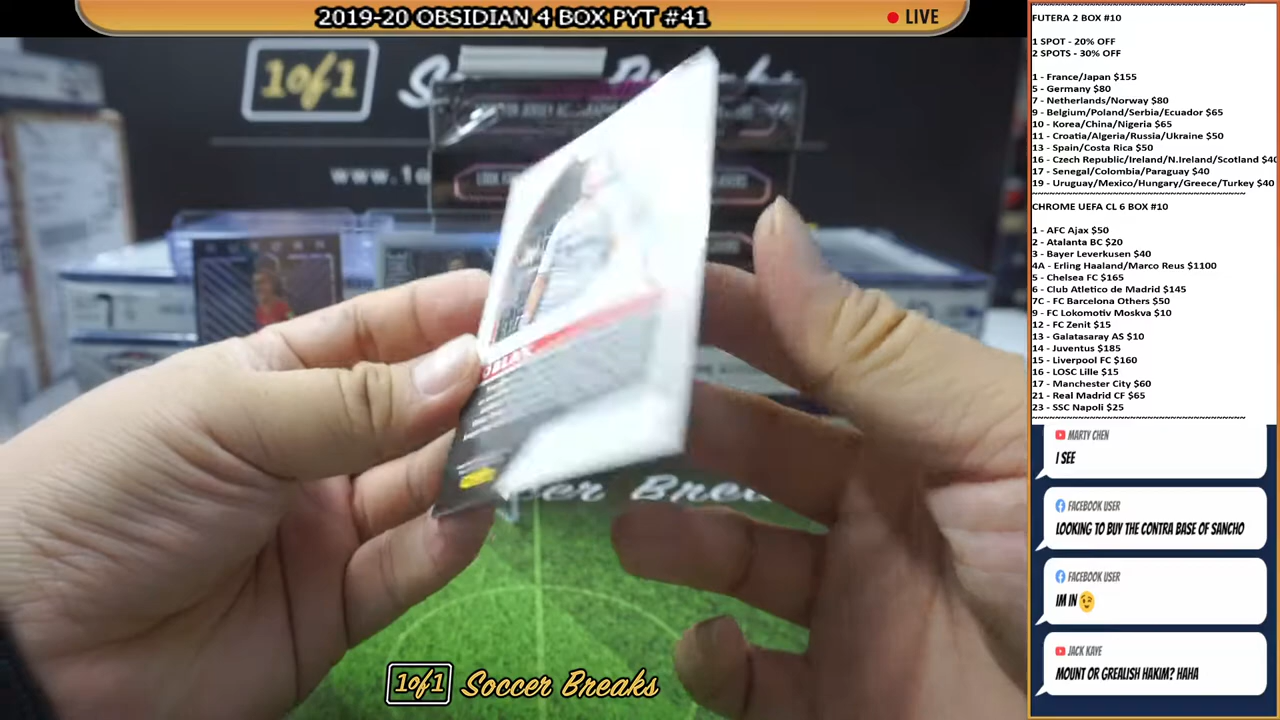 2019-20 OBSIDIAN 4 BOX PYT #41
LIVE
1of1
www.1o
1of1 Soccer Breaks
FUTERA 2 BOX #10
1 SPOT - 20% OFF
2 SPOTS - 30% OFF
1 - France/Japan $155
5 - Germany $80
7 - Netherlands/Norway $80
9 - Belgium/Poland/Serbia/Ecuador $65
10 - Korea/China/Nigeria $65
11 - Croatia/Algeria/Russia/Ukraine $50
13 - Spain/Costa Rica $50
16 - Czech Republic/Ireland/N.Ireland/Scotland $40
17 - Senegal/Colombia/Paraguay $40
19 - Uruguay/Mexico/Hungary/Greece/Turkey $40
CHROME UEFA CL 6 BOX #10
1 - AFC Ajax $50
2 - Atalanta BC $20
3 - Bayer Leverkusen $40
4A - Erling Haaland/Marco Reus $1100
5 - Chelsea FC $165
6 - Club Atletico de Madrid $145
7C - FC Barcelona Others $50
9 - FC Lokomotiv Moskva $10
12 - FC Zenit $15
13 - Galatasaray AS $10
14 - Juventus $185
15 - Liverpool FC $160
16 - LOSC Lille $15
17 - Manchester City $60
21 - Real Madrid CF $65
23 - SSC Napoli $25
MARTY CHEN
I SEE
FACEBOOK USER
LOOKING TO BUY THE CONTRA BASE OF SANCHO
FACEBOOK USER
IM IN😉
JACK KAYE
MOUNT OR GREALISH HAKIM? HAHA